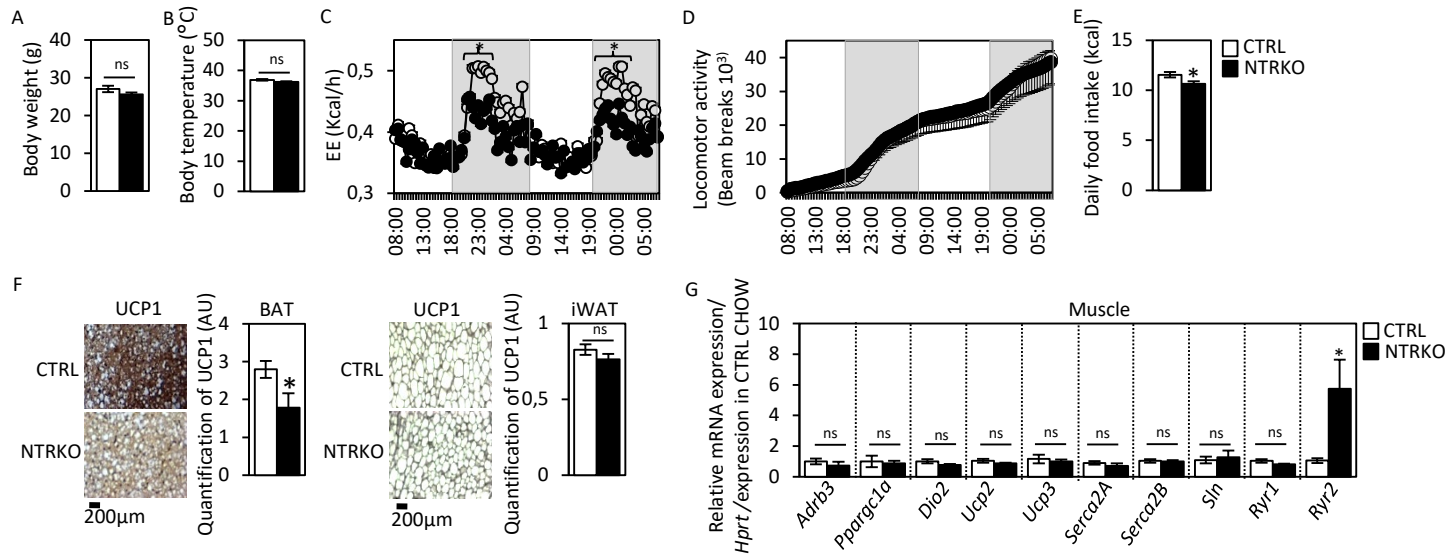 A
Body weight (g)
40
30
20
10
0
ns
B
Body temperature (°C)
50
40
30
20
10
0
ns
C
EE (Kcal/h)
0,5
0,4
0,3
*
*
08:00
13:00
18:00
23:00
04:00
09:00
14:00
19:00
00:00
05:00
D
Locomotor activity
(Beam breaks 10³)
40
30
20
10
0
08:00
13:00
18:00
23:00
04:00
09:00
14:00
19:00
00:00
05:00
E
Daily food intake (kcal)
15
10
5
0
*
CTRL
NTRKO
F
UCP1
CTRL
NTRKO
200µm
BAT
Quantification of UCP1 (AU)
4
3
2
1
0
*
UCP1
CTRL
NTRKO
200µm
iWAT
Quantification of UCP1 (AU)
1
0,5
0
ns
G
Muscle
Relative mRNA expression/
Hprt /expression in CTRL CHOW
10
8
6
4
2
0
ns
ns
ns
ns
ns
ns
ns
ns
ns
*
Adrb3
Ppargc1a
Dio2
Ucp2
Ucp3
Serca2A
Serca2B
Sln
Ryr1
Ryr2
CTRL
NTRKO